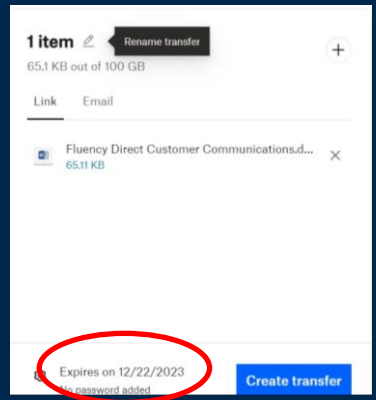 1 item
Rename transfer
65.1 KB out of 100 GB
Link Email
Fluency Direct Customer Communications.d...
65.11 KB
Expires on 12/22/2023
No password added
Create transfer